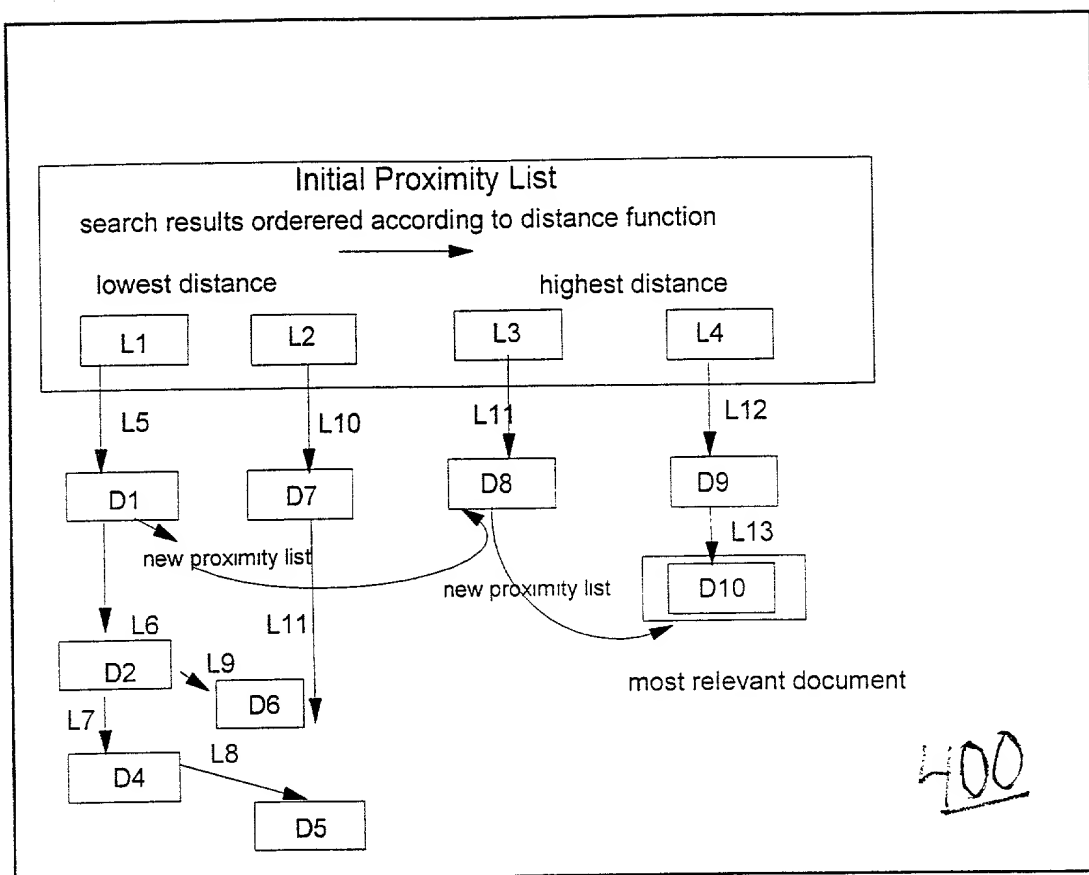 Initial Proximity List
search results orderered according to distance function
lowest distance
highest distance
L1
L2
L3
L4
L5
L10
L11
L12
D1
D7
D8
D9
L13
new proximity list
new proximity list
D10
L6
L11
D2
L9
D6
most relevant document
L7
L8
D4
D5
400